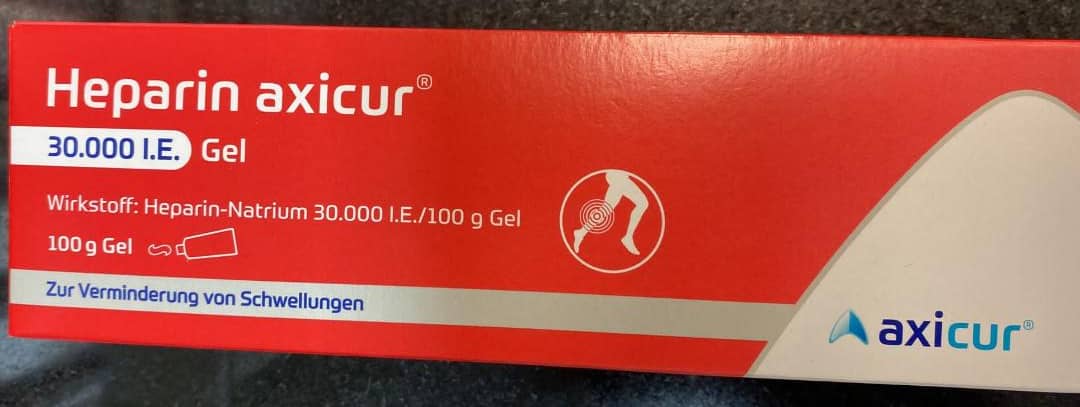 Heparin axicur®
30.000 I.E. Gel
Wirkstoff: Heparin-Natrium 30.000 I.E./100 g Gel
100 g Gel
Zur Verminderung von Schwellungen
axicur®